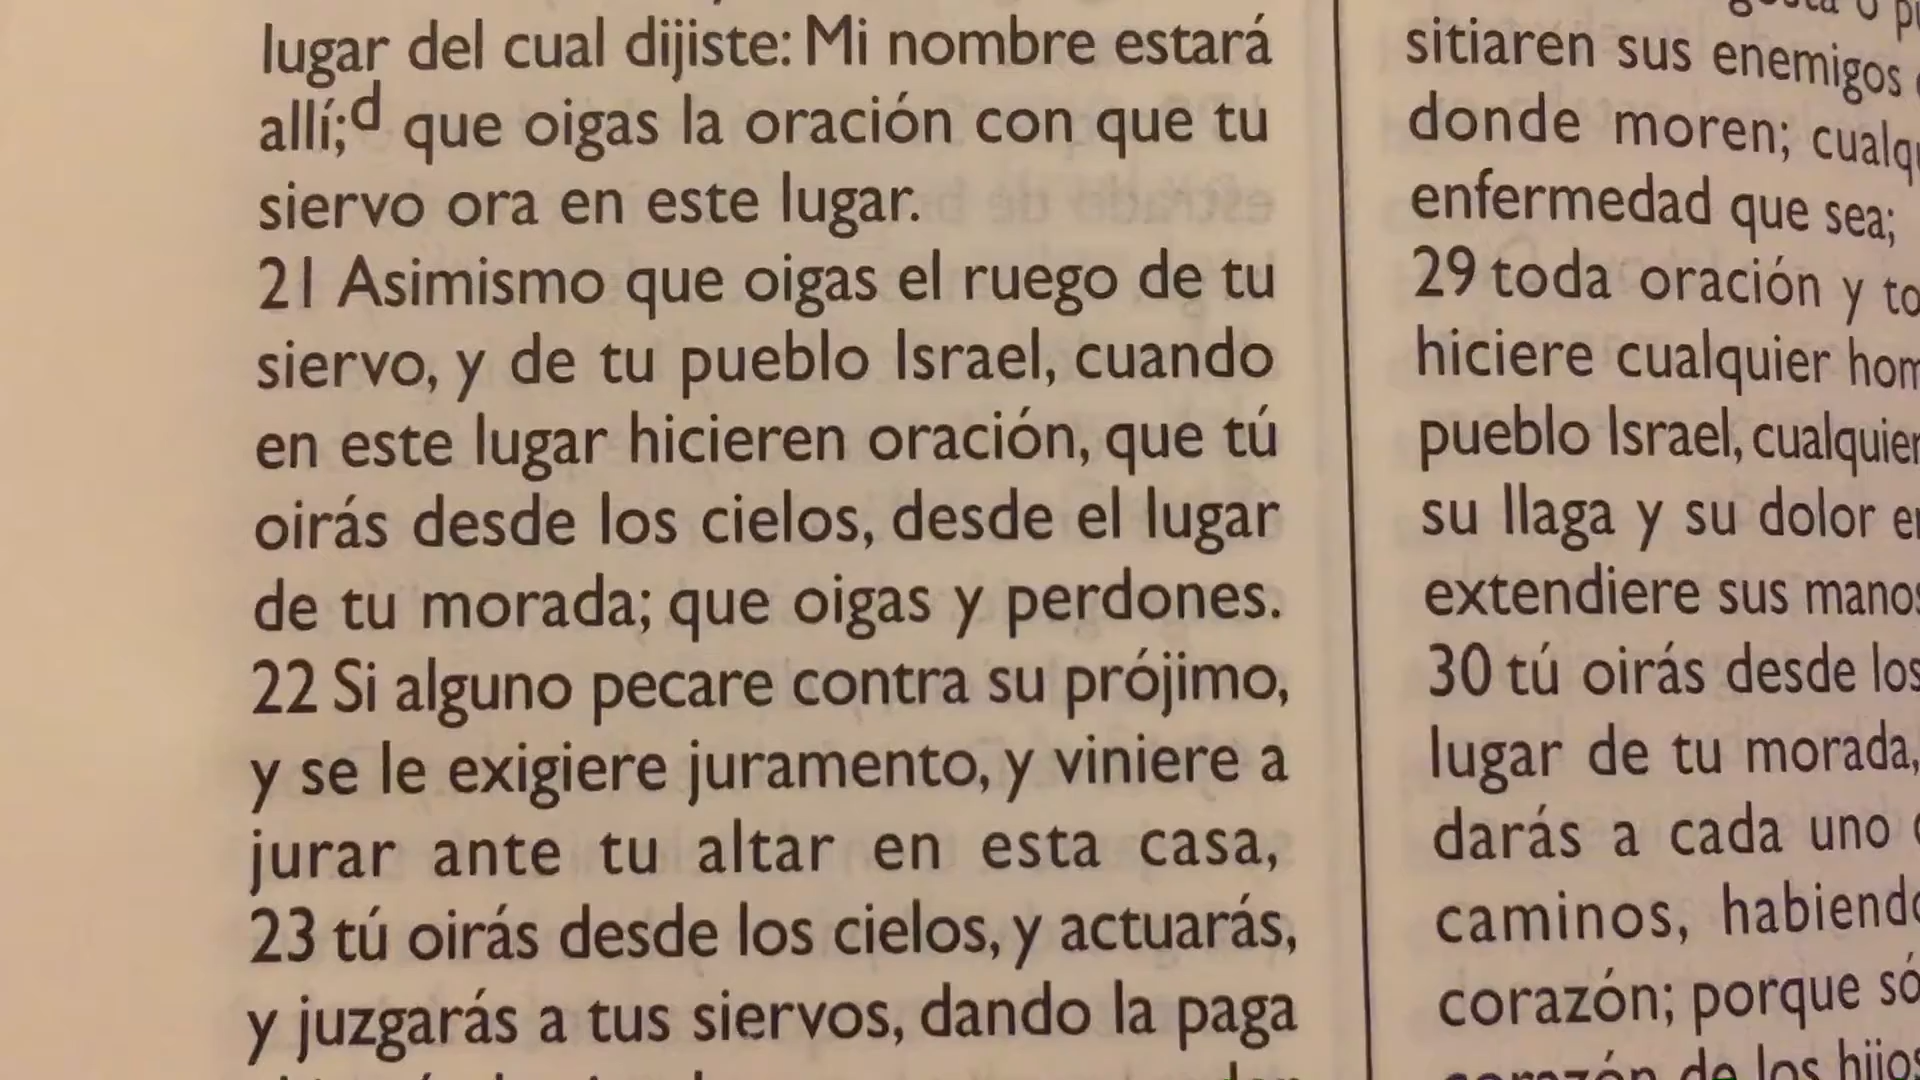 lugar del cual dijiste: Mi nombre estará
allí;d que oigas la oración con que tu
siervo ora en este lugar.
21 Asimismo que oigas el ruego de tu
siervo, y de tu pueblo Israel, cuando
en este lugar hicieren oración, que tú
oirás desde los cielos, desde el lugar
de tu morada; que oigas y perdones.
22 Si alguno pecare contra su prójimo,
y se le exigiere juramento, y viniere a
jurar ante tu altar en esta casa,
23 tú oirás desde los cielos, y actuarás,
y juzgarás a tus siervos, dando la paga
sitiaren sus enemigos
donde moren;
enfermedad que sea;
29 toda oración y
hiciere cualquier
pueblo Israel,
su llaga y su dolor
extendiere sus
30 tú oirás desde
lugar de tu morada,
darás a cada uno
caminos,
corazón; porque
de los